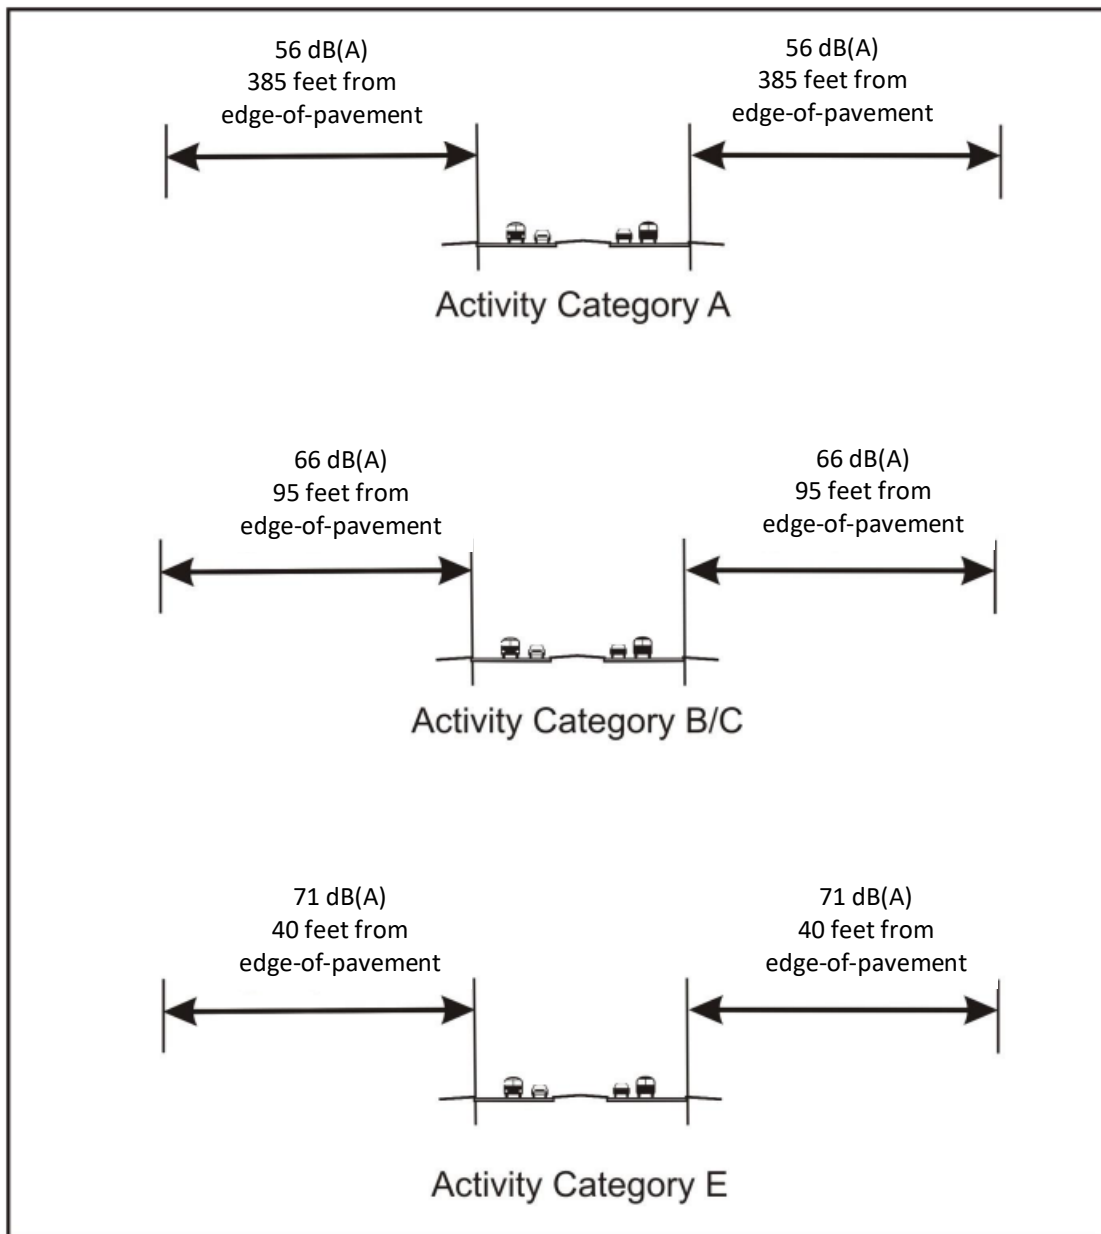 56 dB(A)
385 feet from
edge-of-pavement
56 dB(A)
385 feet from
edge-of-pavement
Activity Category A
66 dB(A)
95 feet from
edge-of-pavement
66 dB(A)
95 feet from
edge-of-pavement
Activity Category B/C
71 dB(A)
40 feet from
edge-of-pavement
71 dB(A)
40 feet from
edge-of-pavement
Activity Category E